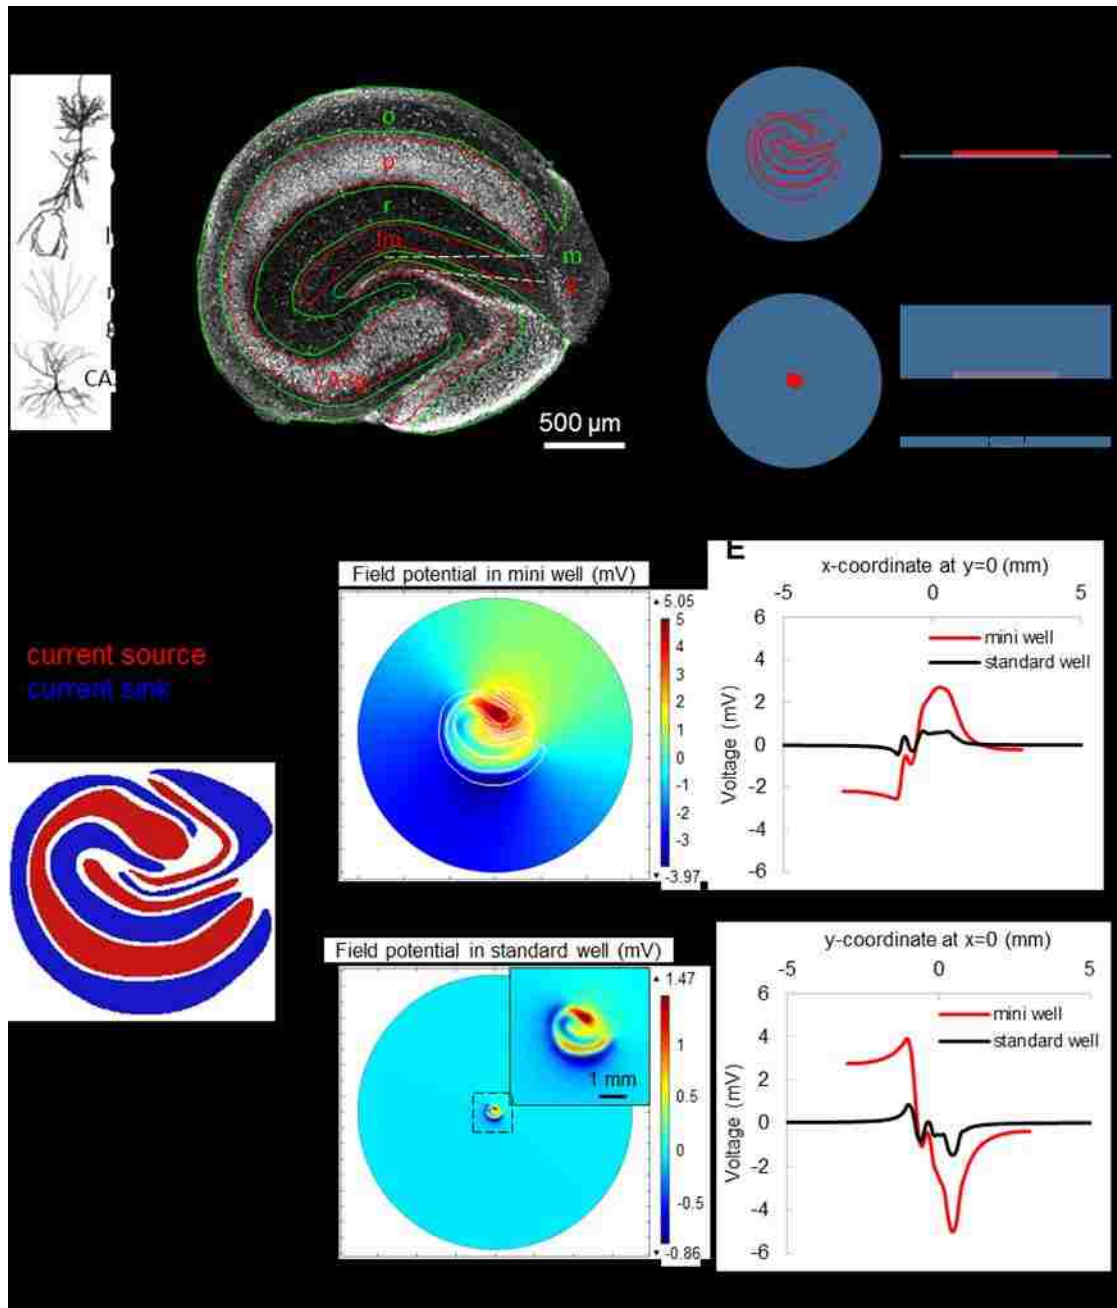 o
p
r
lm
m
g
CA
500 µm
E
Field potential in mini well (mV)
5.05
5
4
3
2
1
0
-1
-2
-3
-3.97
x-coordinate at y=0 (mm)
-5
0
5
6
4
2
0
-2
-4
-6
Voltage (mV)
mini well
standard well
current source
current sink
Field potential in standard well (mV)
1.47
1
0.5
0
-0.5
-0.86
1 mm
y-coordinate at x=0 (mm)
-5
0
5
6
4
2
0
-2
-4
-6
Voltage (mV)
mini well
standard well